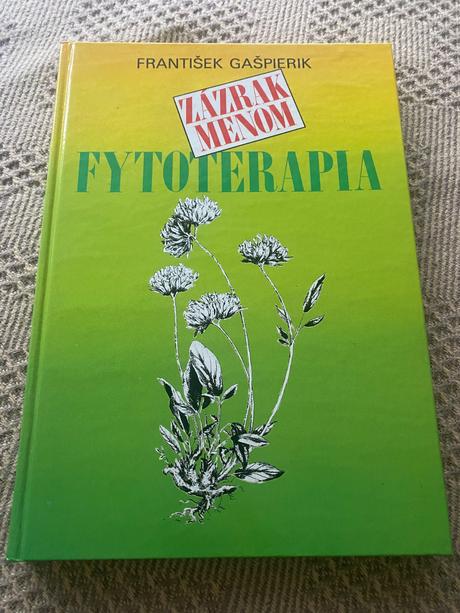 FRANTIŠEK GAŠPIERIK
ZÁZRAK
MENOM
FYTOTERAPIA